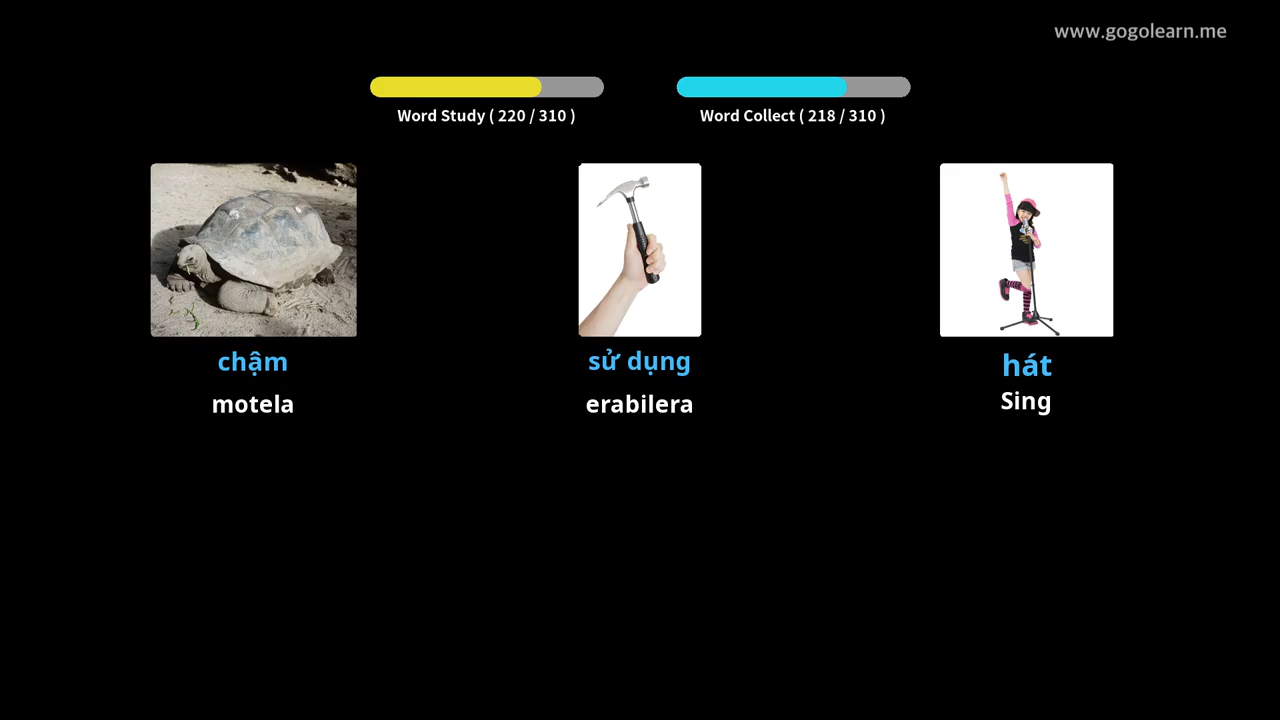 www.gogolearn.me
Word Study ( 220 / 310 )
Word Collect ( 218 / 310 )
chậm
motela
sử dụng
erabilera
hát
Sing